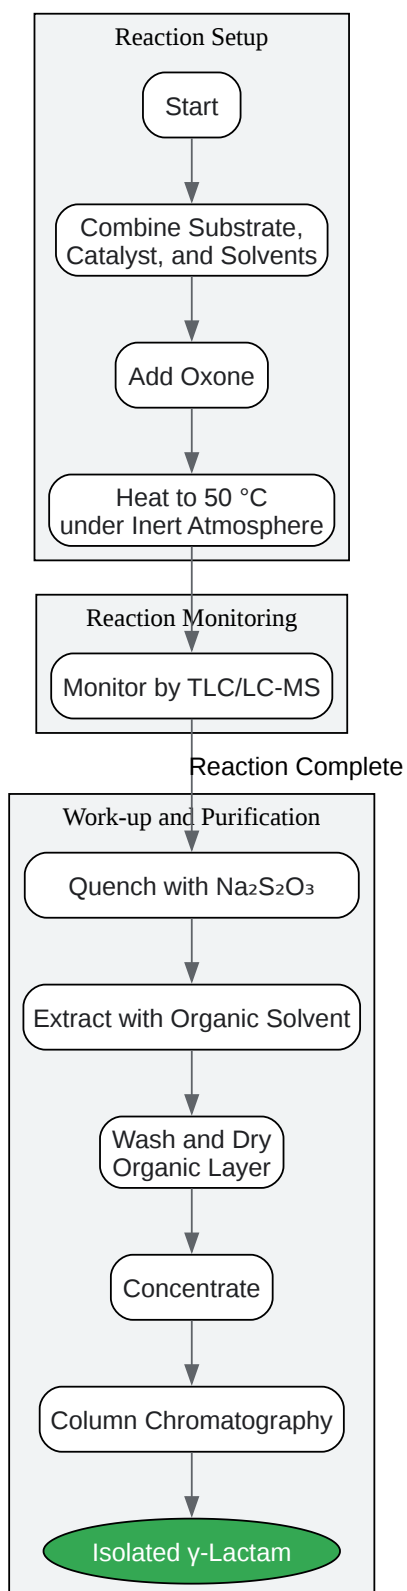 Reaction Setup
Start
Combine Substrate,
Catalyst, and Solvents
Add Oxone
Heat to 50 °C
under Inert Atmosphere
Reaction Monitoring
Monitor by TLC/LC-MS
Reaction Complete
Work-up and Purification
Quench with Na₂S₂O₃
Extract with Organic Solvent
Wash and Dry
Organic Layer
Concentrate
Column Chromatography
Isolated γ-Lactam